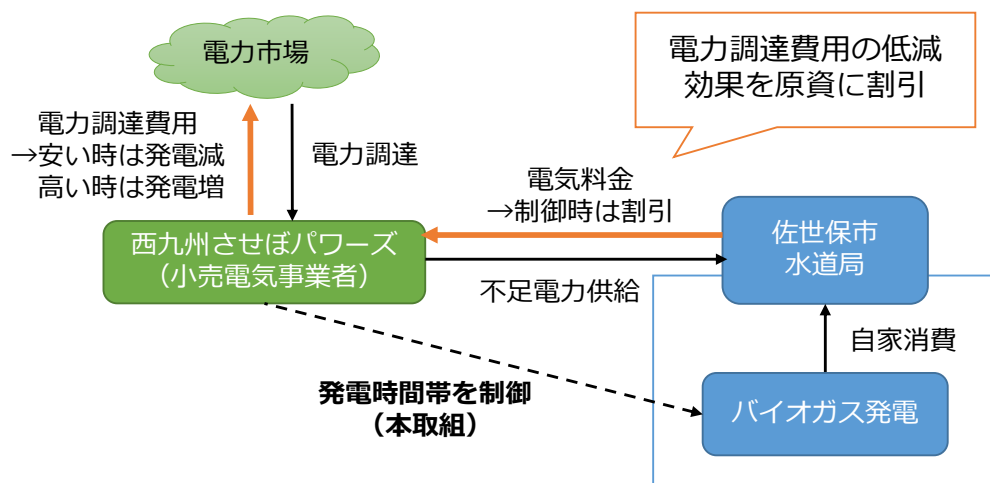 電力市場
電力調達費用の低減
効果を原資に割引
電力調達費用
→安い時は発電減
高い時は発電増
電力調達
電気料金
→制御時は割引
西九州させぼパワーズ
（小売電気事業者）
佐世保市
水道局
不足電力供給
自家消費
発電時間帯を制御
（本取組）
バイオガス発電